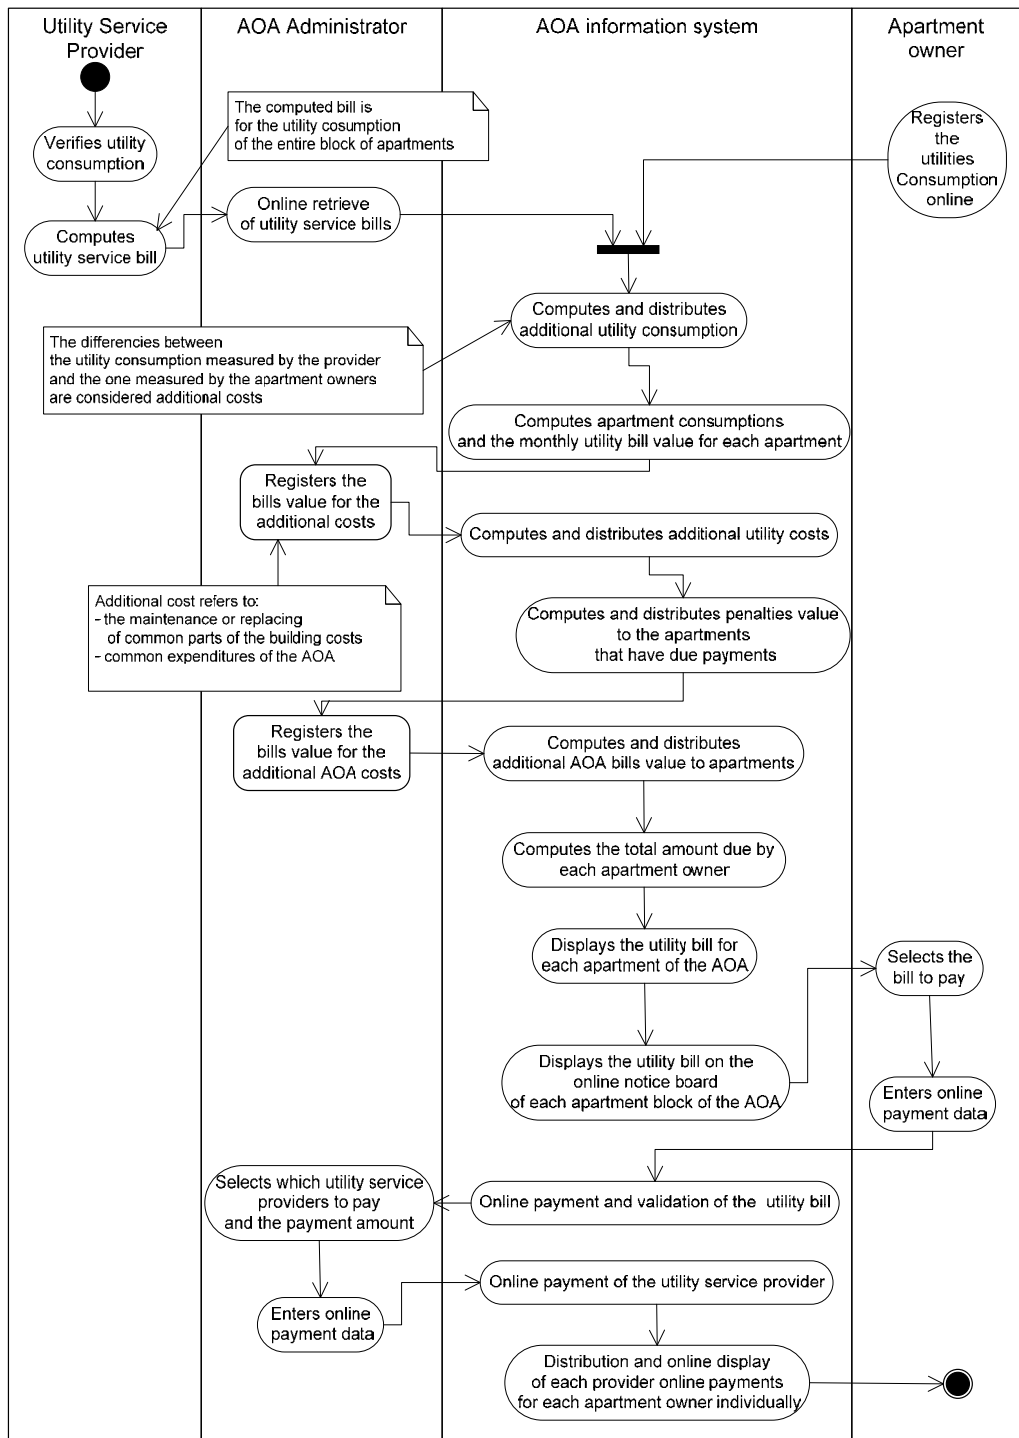 Utility Service
Provider
AOA Administrator
AOA information system
Apartment
owner
The computed bill is
for the utility cosumption
of the entire block of apartments
Verifies utility
consumption
Registers
the
utilities
Consumption
online
Online retrieve
of utility service bills
Computes
utility service bill
Computes and distributes
additional utility consumption
The differencies between
the utility consumption measured by the provider
and the one measured by the apartment owners
are considered additional costs
Computes apartment consumptions
and the monthly utility bill value for each apartment
Registers the
bills value for the
additional costs
Computes and distributes additional utility costs
Additional cost refers to:
- the maintenance or replacing
of common parts of the building costs
- common expenditures of the AOA
Computes and distributes penalties value
to the apartments
that have due payments
Registers the
bills value for the
additional AOA costs
Computes and distributes
additional AOA bills value to apartments
Computes the total amount due by
each apartment owner
Displays the utility bill for
each apartment of the AOA
Selects the
bill to pay
Displays the utility bill on the
online notice board
of each apartment block of the AOA
Enters online
payment data
Selects which utility service
providers to pay
and the payment amount
Online payment and validation of the utility bill
Online payment of the utility service provider
Enters online
payment data
Distribution and online display
of each provider online payments
for each apartment owner individually